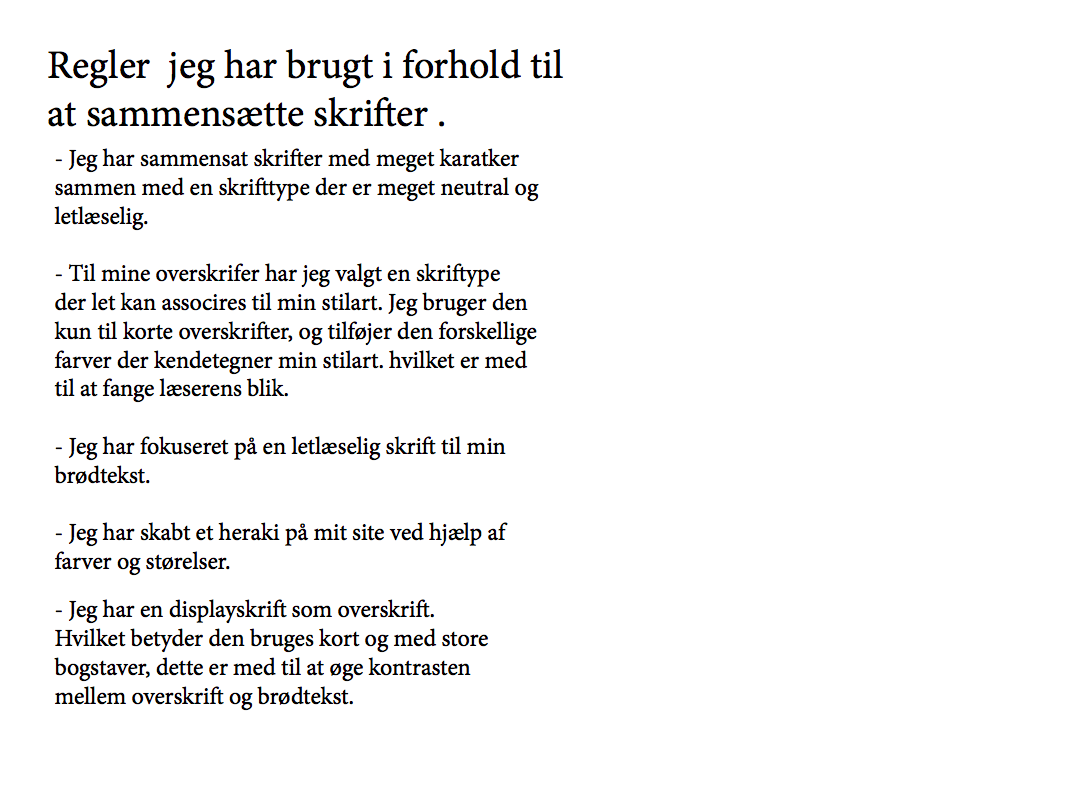 Regler  jeg har brugt i forhold til
at sammensætte skrifter .
- Jeg har sammensat skrifter med meget karatker
sammen med en skrifttype der er meget neutral og
letlæselig.
- Til mine overskrifer har jeg valgt en skriftype
der let kan associres til min stilart. Jeg bruger den
kun til korte overskrifter, og tilføjer den forskellige
farver der kendetegner min stilart. hvilket er med
til at fange læserens blik.
- Jeg har fokuseret på en letlæselig skrift til min
brødtekst.
- Jeg har skabt et heraki på mit site ved hjælp af
farver og størelser.
- Jeg har en displayskrift som overskrift.
Hvilket betyder den bruges kort og med store
bogstaver, dette er med til at øge kontrasten
mellem overskrift og brødtekst.